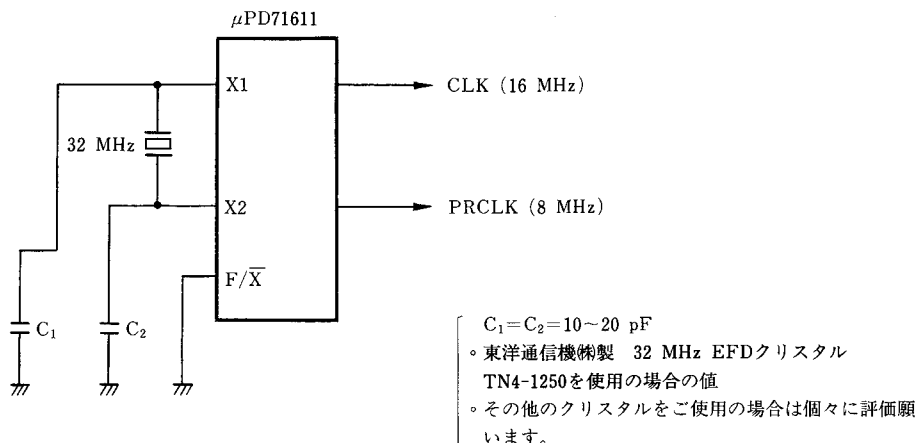 μPD71611
X1
CLK (16 MHz)
32 MHz
X2
PRCLK (8 MHz)
F/X̅
C₁
C₂
C₁=C₂=10~20 pF
∘東洋通信機㈱製 32 MHz EFDクリスタル
TN4-1250を使用の場合の値
∘その他のクリスタルをご使用の場合は個々に評価願
います。